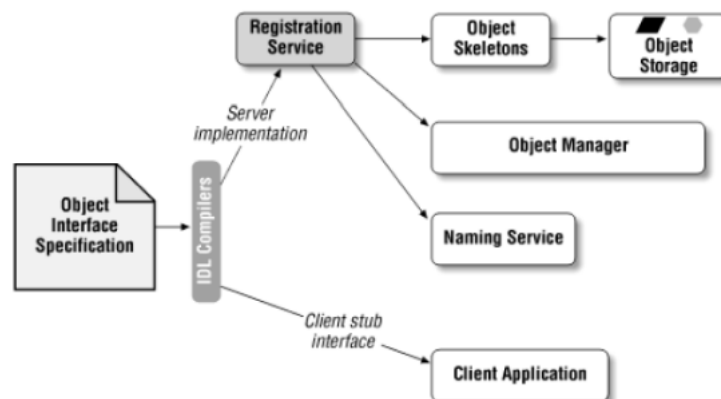 Registration
Service
Object
Skeletons
Object
Storage
Server
implementation
Object Manager
Object
Interface
Specification
IDL Compilers
Naming Service
Client stub
interface
Client Application